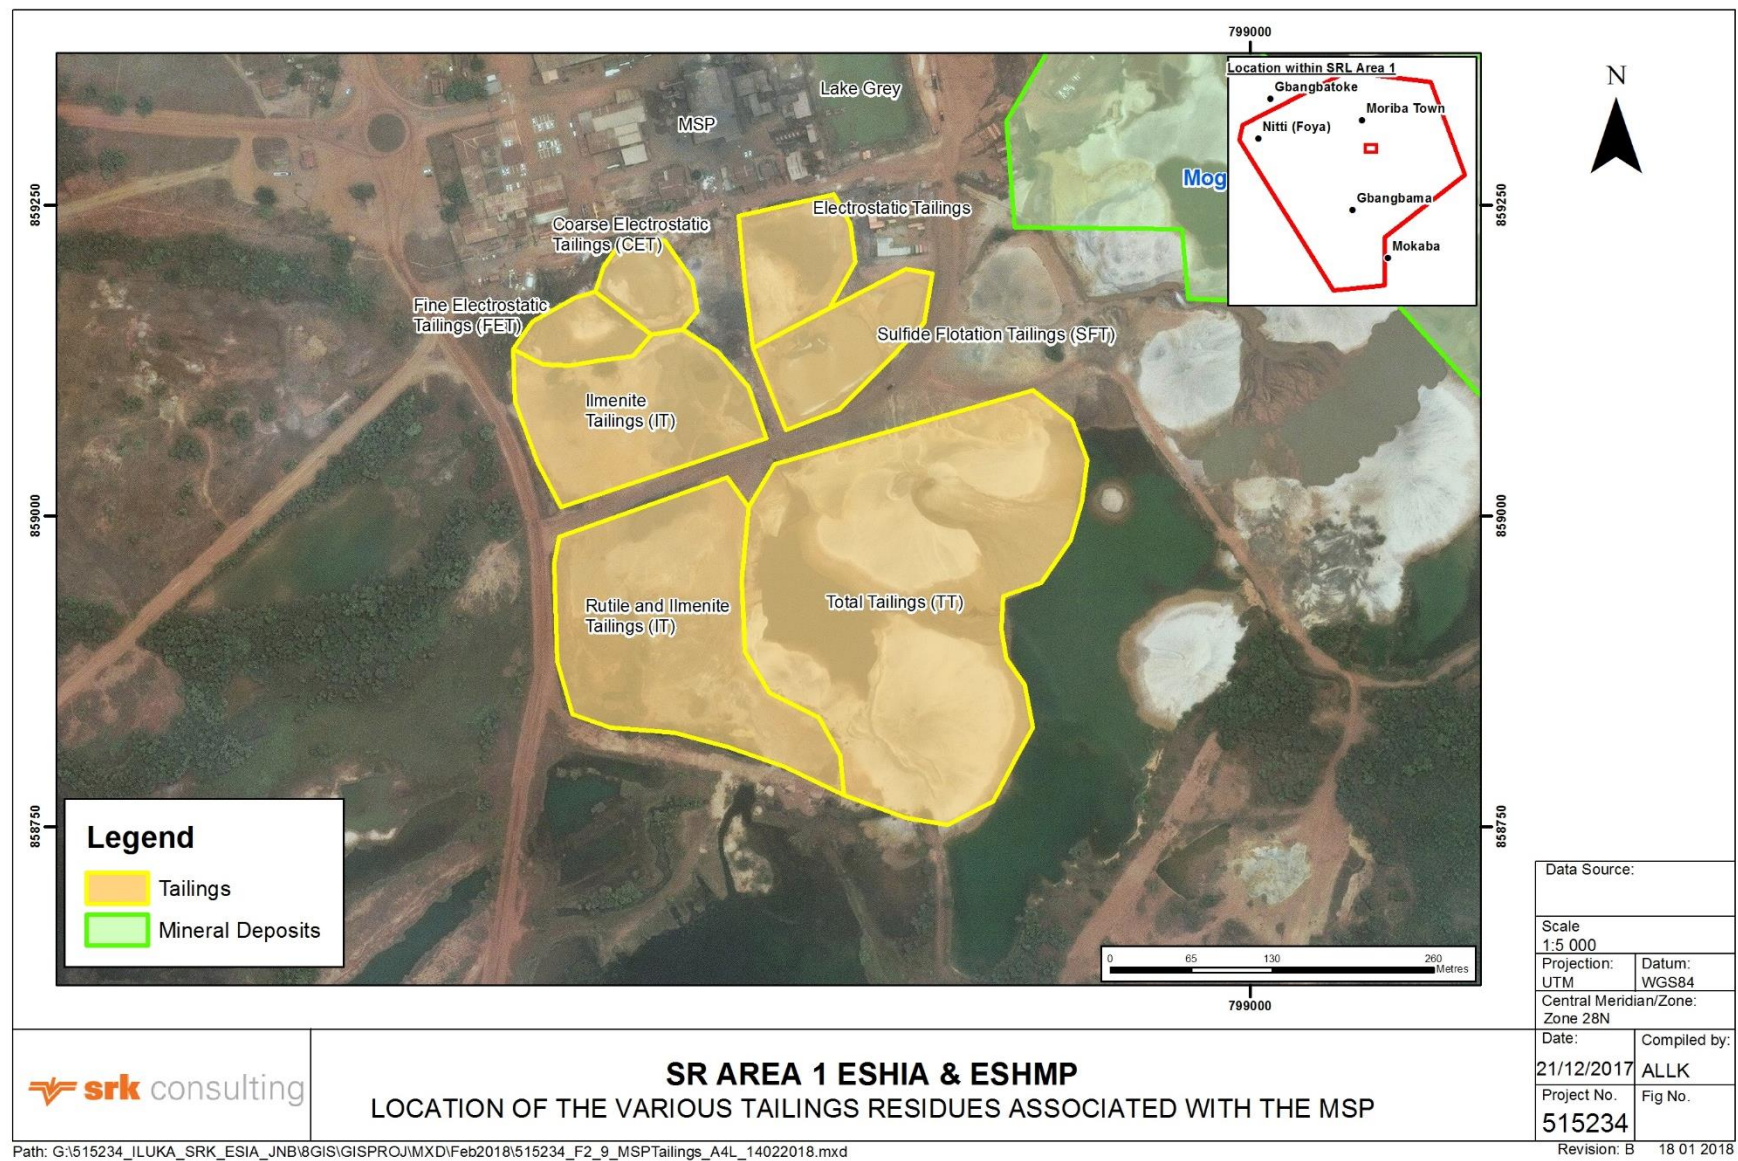 799000
N
Location within SRL Area 1
Gbangbatoke
Moriba Town
Nitti (Foya)
Gbangbama
Mokaba
Lake Grey
MSP
Mog
859250
859250
Electrostatic Tailings
Coarse Electrostatic
Tailings (CET)
Fine Electrostatic
Tailings (FET)
Sulfide Flotation Tailings (SFT)
Ilmenite
Tailings (IT)
859000
859000
Rutile and Ilmenite
Tailings (IT)
Total Tailings (TT)
858750
858750
Legend
Tailings
Mineral Deposits
0 65 130 260
Metres
799000
Data Source:
Scale
1:5 000
Projection:
UTM
Datum:
WGS84
Central Meridian/Zone:
Zone 28N
Date:
21/12/2017
Compiled by:
ALLK
Project No.
515234
Fig No.
srk consulting
SR AREA 1 ESHIA & ESHMP
LOCATION OF THE VARIOUS TAILINGS RESIDUES ASSOCIATED WITH THE MSP
Path: G:\515234_ILUKA_SRK_ESIA_JNB\8GIS\GISPROJ\MXD\Feb2018\515234_F2_9_MSPTailings_A4L_14022018.mxd
Revision: B 18 01 2018